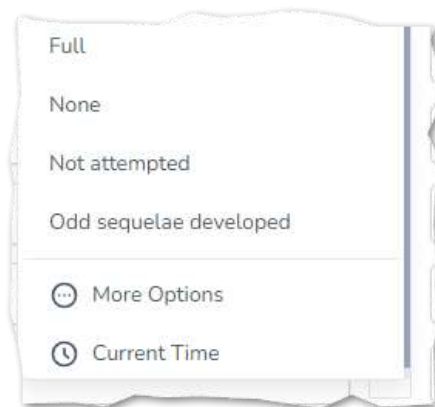 Full
None
Not attempted
Odd sequelae developed
More Options
Current Time